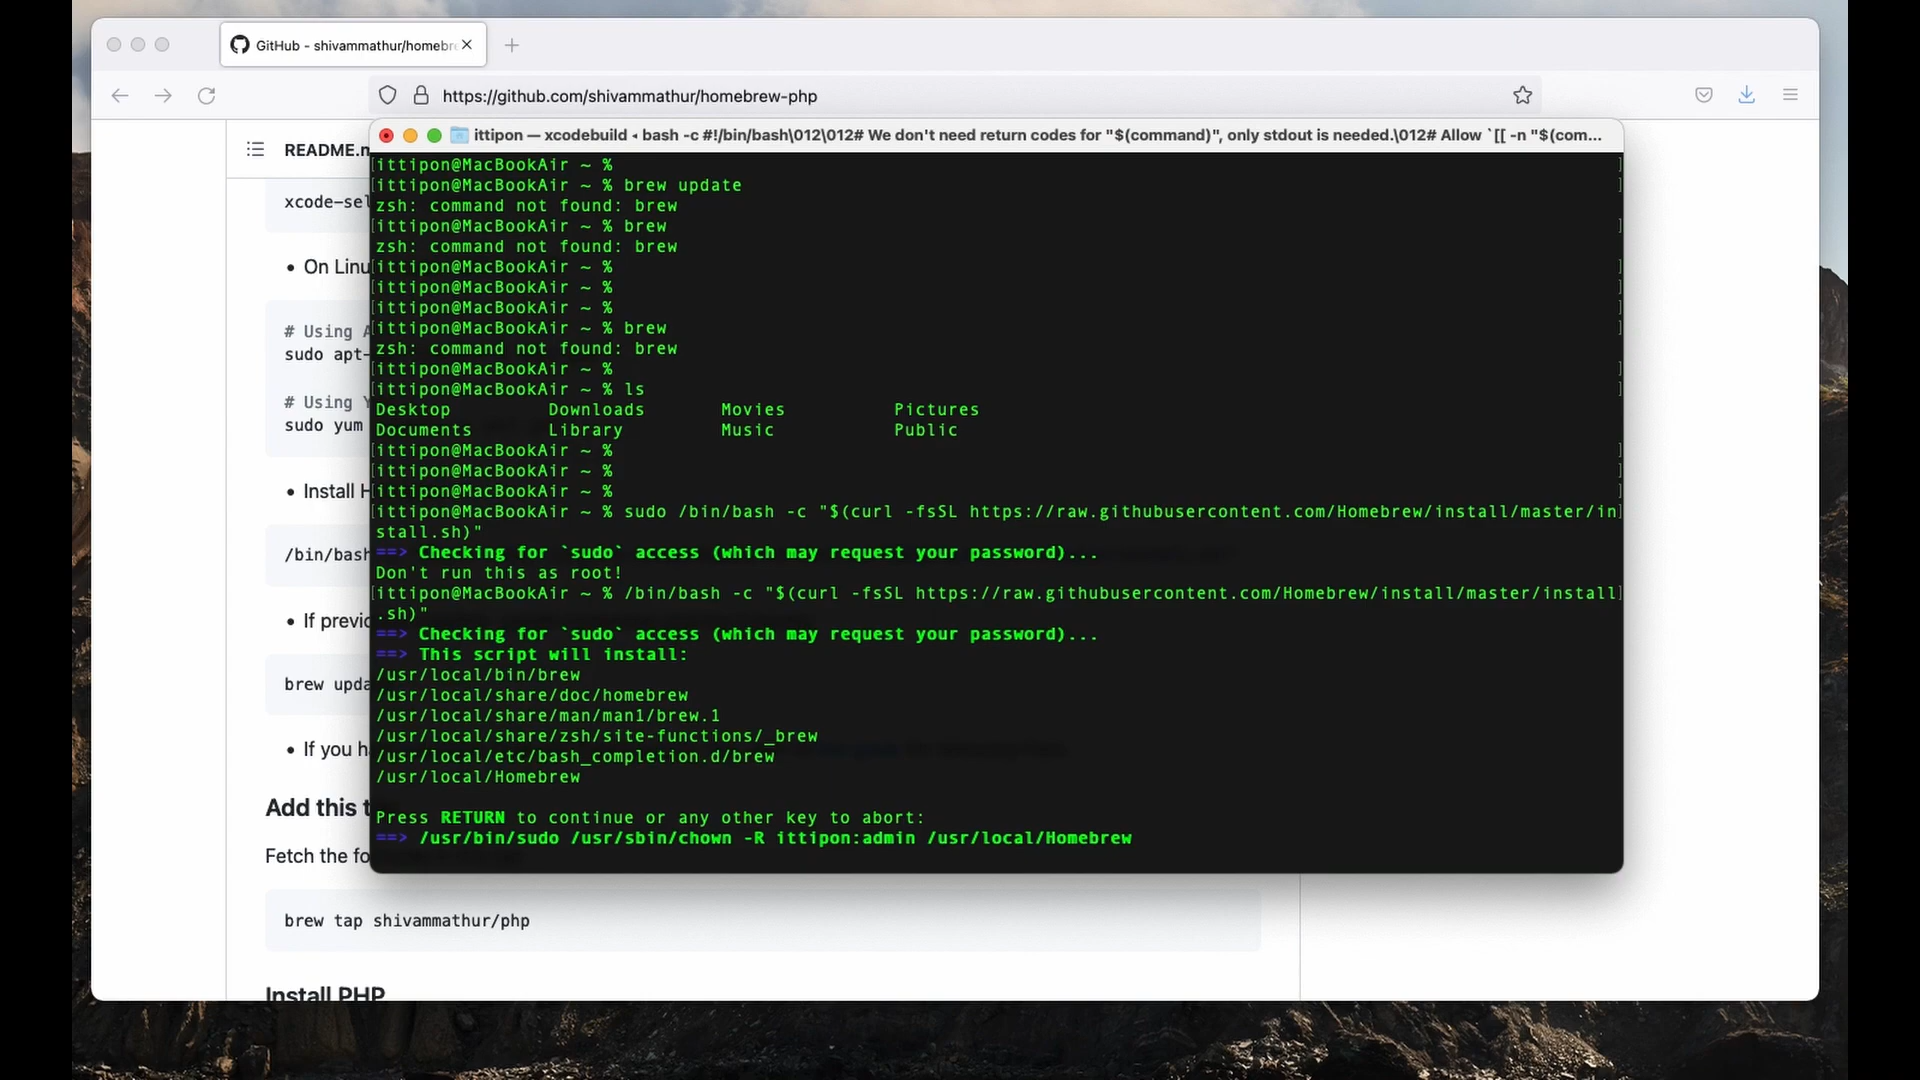 GitHub - shivammathur/homebr
https://github.com/shivammathur/homebrew-php
ittipon — xcodebuild ◂ bash -c #!/bin/bash\012\012# We don't need return codes for "$(command)", only stdout is needed.\012# Allow `[[ -n "$(com...
README.m
xcode-sel
• On Linu
# Using A
sudo apt-
# Using Y
sudo yum
• Install H
/bin/bash
• If previo
brew upda
• If you ha
Add this t
Fetch the fo
brew tap shivammathur/php
Install PHP
ittipon@MacBookAir ~ %
ittipon@MacBookAir ~ % brew update
zsh: command not found: brew
ittipon@MacBookAir ~ % brew
zsh: command not found: brew
ittipon@MacBookAir ~ %
ittipon@MacBookAir ~ %
ittipon@MacBookAir ~ %
ittipon@MacBookAir ~ % brew
zsh: command not found: brew
ittipon@MacBookAir ~ %
ittipon@MacBookAir ~ % ls
Desktop Downloads Movies Pictures
Documents Library Music Public
ittipon@MacBookAir ~ %
ittipon@MacBookAir ~ %
ittipon@MacBookAir ~ %
ittipon@MacBookAir ~ % sudo /bin/bash -c "$(curl -fsSL https://raw.githubusercontent.com/Homebrew/install/master/in
stall.sh)"
==> Checking for `sudo` access (which may request your password)...
Don't run this as root!
ittipon@MacBookAir ~ % /bin/bash -c "$(curl -fsSL https://raw.githubusercontent.com/Homebrew/install/master/install
.sh)"
==> Checking for `sudo` access (which may request your password)...
==> This script will install:
/usr/local/bin/brew
/usr/local/share/doc/homebrew
/usr/local/share/man/man1/brew.1
/usr/local/share/zsh/site-functions/_brew
/usr/local/etc/bash_completion.d/brew
/usr/local/Homebrew
Press RETURN to continue or any other key to abort:
==> /usr/bin/sudo /usr/sbin/chown -R ittipon:admin /usr/local/Homebrew